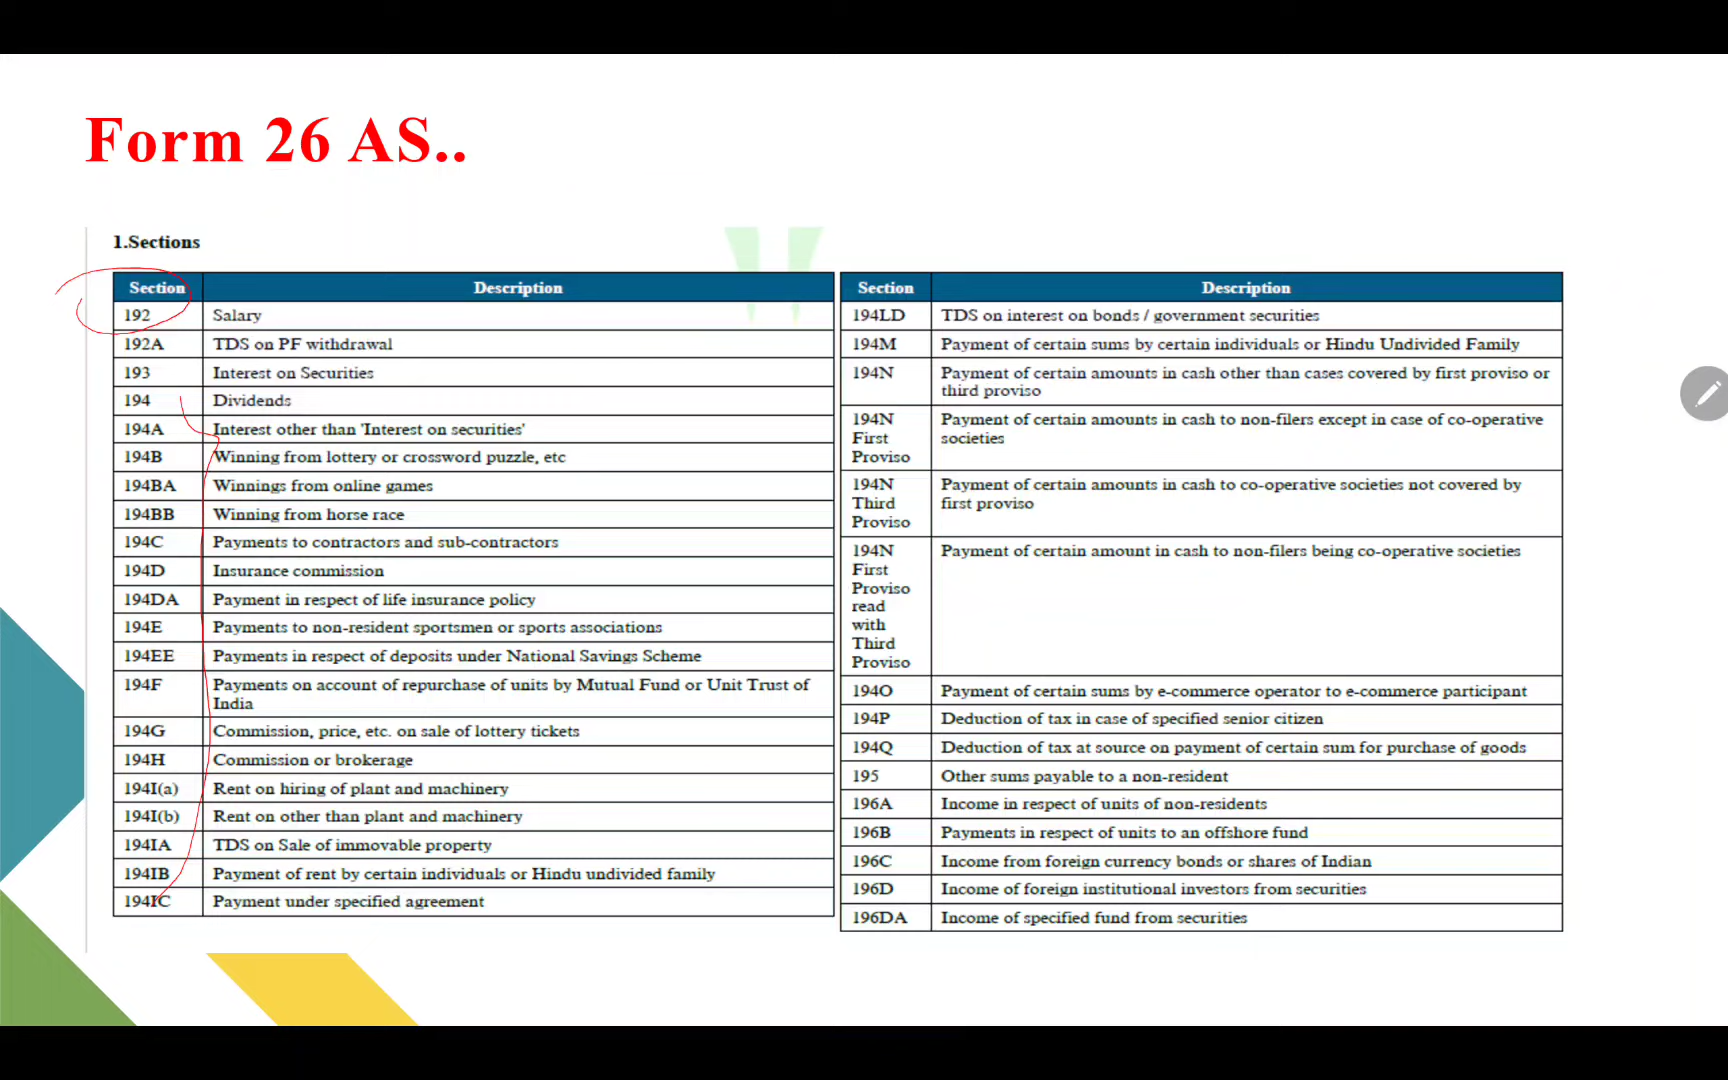 Form 26 AS..
1.Sections
Section Description
192 Salary
192A TDS on PF withdrawal
193 Interest on Securities
194 Dividends
194A Interest other than 'Interest on securities'
194B Winning from lottery or crossword puzzle, etc
194BA Winnings from online games
194BB Winning from horse race
194C Payments to contractors and sub-contractors
194D Insurance commission
194DA Payment in respect of life insurance policy
194E Payments to non-resident sportsmen or sports associations
194EE Payments in respect of deposits under National Savings Scheme
194F Payments on account of repurchase of units by Mutual Fund or Unit Trust of
India
194G Commission, price, etc. on sale of lottery tickets
194H Commission or brokerage
194I(a) Rent on hiring of plant and machinery
194I(b) Rent on other than plant and machinery
194IA TDS on Sale of immovable property
194IB Payment of rent by certain individuals or Hindu undivided family
194IC Payment under specified agreement
Section Description
194LD TDS on interest on bonds / government securities
194M Payment of certain sums by certain individuals or Hindu Undivided Family
194N Payment of certain amounts in cash other than cases covered by first proviso or
third proviso
194N Payment of certain amounts in cash to non-filers except in case of co-operative
First societies
Proviso
194N Payment of certain amounts in cash to co-operative societies not covered by
Third first proviso
Proviso
194N Payment of certain amount in cash to non-filers being co-operative societies
First
Proviso
read
with
Third
Proviso
194O Payment of certain sums by e-commerce operator to e-commerce participant
194P Deduction of tax in case of specified senior citizen
194Q Deduction of tax at source on payment of certain sum for purchase of goods
195 Other sums payable to a non-resident
196A Income in respect of units of non-residents
196B Payments in respect of units to an offshore fund
196C Income from foreign currency bonds or shares of Indian
196D Income of foreign institutional investors from securities
196DA Income of specified fund from securities